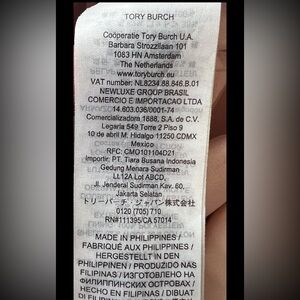 TORY BURCH
Coöperatie Tory Burch U.A.
Barbara Strozzilaan 101
1083 HN Amsterdam
The Netherlands
www.toryburch.eu
VAT number: NL8234.88.846.B.01
NEWLUXE GROUP BRASIL
COMERCIO E IMPORTACAO LTDA
14.603.036/0001-74
Comercializadora 1888, S.A. de C.V.
Legaria 549 Torre 2 Piso 9
10 de abril M. Hidalgo 11250 CDMX
Mexico
RFC: CMO101104D21
Importir: PT. Tiara Busana Indonesia
Gedung Menara Sudirman
LL12A Lot ABCD,
Jl. Jenderal Sudirman Kav. 60,
Jakarta Selatan
トリーバーチ・ジャパン株式会社
0120 (705) 710
RN#111395/CA 57014
MADE IN PHILIPPINES /
FABRIQUÉ AUX PHILIPPINES /
HERGESTELLT IN DEN
PHILIPPINEN / PRODUZIDO NAS
FILIPINAS / ИЗГОТОВЛЕНО НА
ФИЛИППИНСКИХ ОСТРОВАХ /
HECHO EN FILIPINAS / DIBUAT